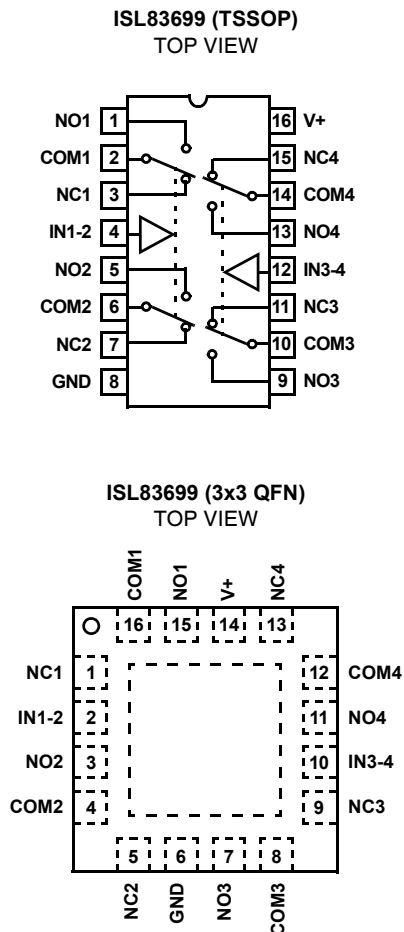 ISL83699 (TSSOP)
TOP VIEW
NO1 1
16 V+
COM1 2
15 NC4
NC1 3
14 COM4
IN1-2 4
13 NO4
NO2 5
12 IN3-4
COM2 6
11 NC3
NC2 7
10 COM3
GND 8
9 NO3
ISL83699 (3x3 QFN)
TOP VIEW
COM1 NO1 V+ NC4
16 15 14 13
NC1 1
12 COM4
IN1-2 2
11 NO4
NO2 3
10 IN3-4
COM2 4
9 NC3
5 6 7 8
NC2 GND NO3 COM3